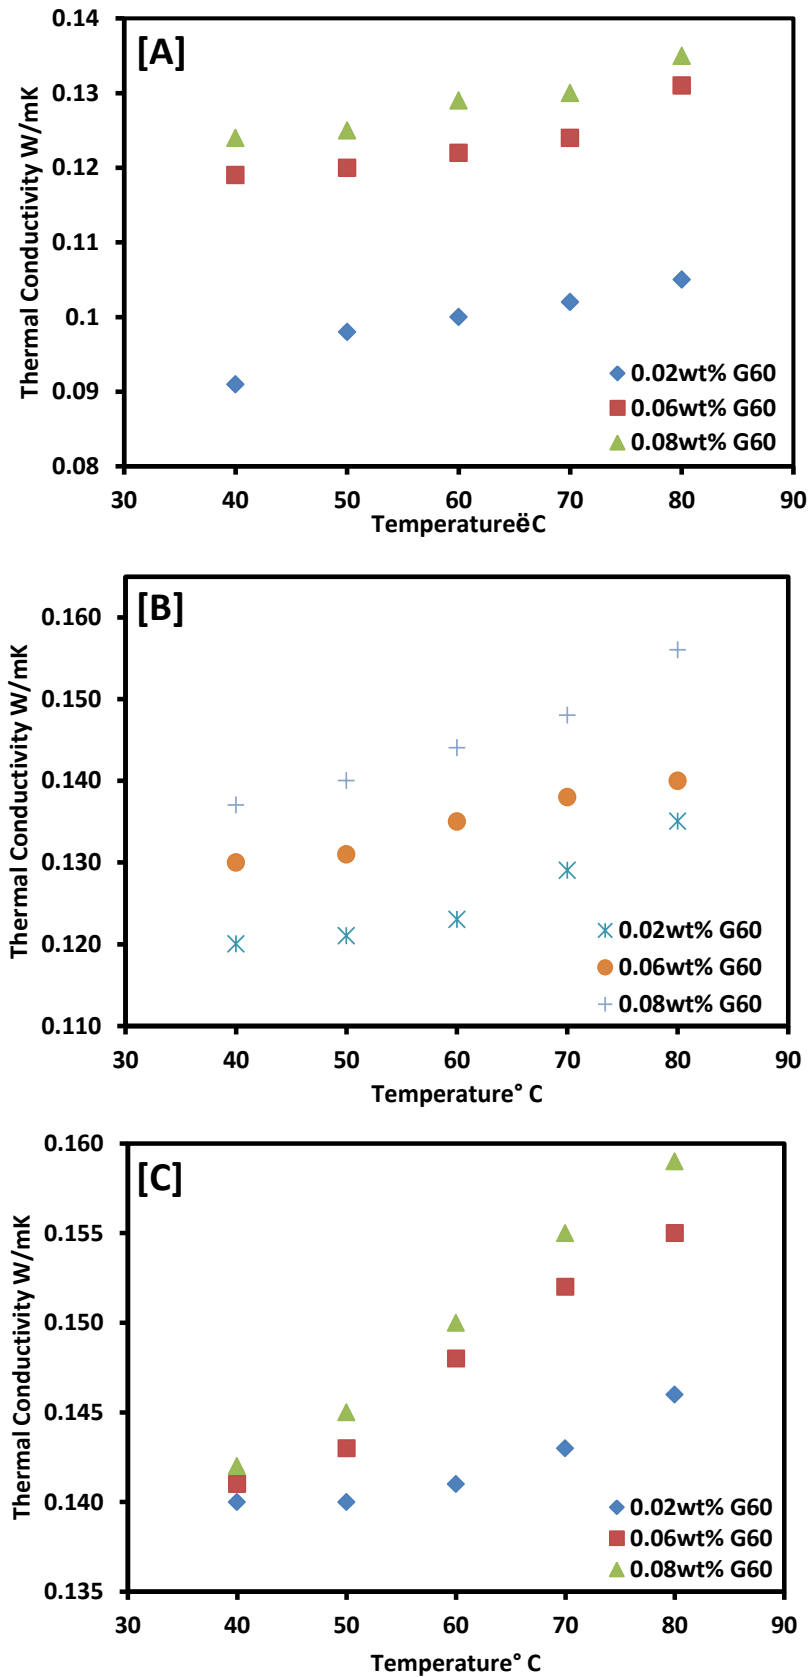 [A]
Thermal Conductivity W/mK
0.14
0.13
0.12
0.11
0.1
0.09
0.08
30 40 50 60 70 80 90
Temperatureë C
0.02wt% G60
0.06wt% G60
0.08wt% G60
[B]
Thermal Conductivity W/mK
0.160
0.150
0.140
0.130
0.120
0.110
30 40 50 60 70 80 90
Temperature° C
0.02wt% G60
0.06wt% G60
0.08wt% G60
[C]
Thermal Conductivity W/mK
0.160
0.155
0.150
0.145
0.140
0.135
30 40 50 60 70 80 90
Temperature° C
0.02wt% G60
0.06wt% G60
0.08wt% G60